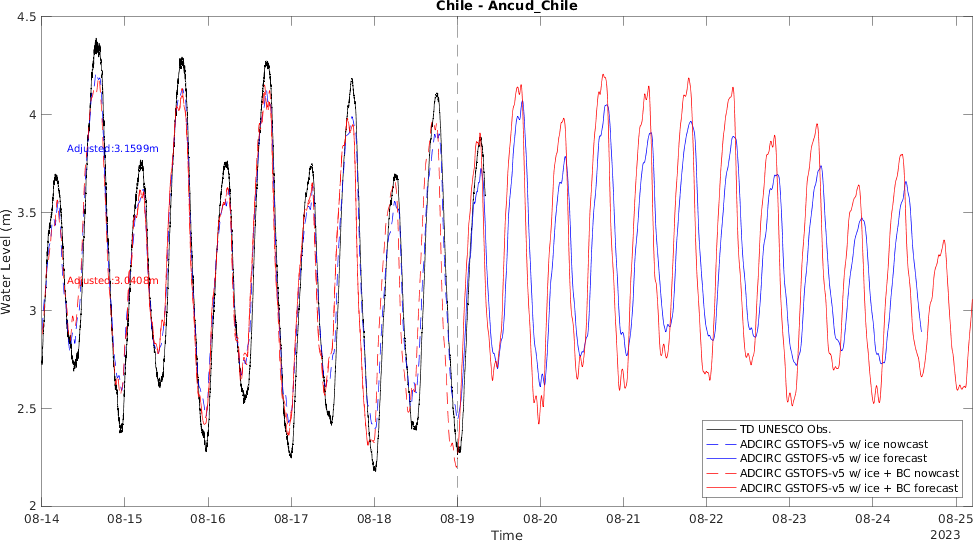 Chile - Ancud_Chile
4.5
4
3.5
3
2.5
2
Water Level (m)
Adjusted:3.1599m
Adjusted:3.0408m
TD UNESCO Obs.
ADCIRC GSTOFS-v5 w/ ice nowcast
ADCIRC GSTOFS-v5 w/ ice forecast
ADCIRC GSTOFS-v5 w/ ice + BC nowcast
ADCIRC GSTOFS-v5 w/ ice + BC forecast
08-14 08-15 08-16 08-17 08-18 08-19 08-20 08-21 08-22 08-23 08-24 08-25
2023
Time